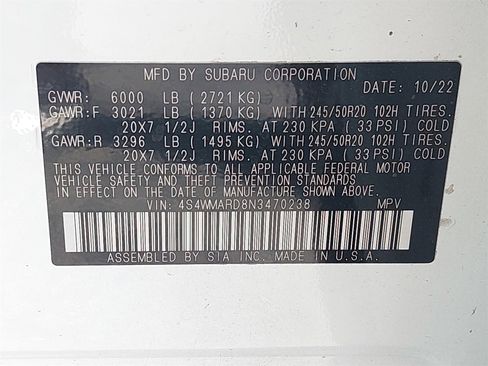 MFD BY SUBARU CORPORATION
DATE: 10/22
GVWR: 6000 LB (2721 KG)
GAWR:F 3021 LB (1370 KG) WITH 245/50R20 102H TIRES.
20X7 1/2J RIMS. AT 230 KPA (33 PSI) COLD
GAWR:R 3296 LB (1495 KG) WITH 245/50R20 102H TIRES.
20X7 1/2J RIMS. AT 230 KPA (33 PSI) COLD
THIS VEHICLE CONFORMS TO ALL APPLICABLE FEDERAL MOTOR
VEHICLE SAFETY AND THEFT PREVENTION STANDARDS
IN EFFECT ON THE DATE OF MANUFACTURE SHOWN ABOVE.
VIN: 4S4WMARD8N3470238 MPV
ASSEMBLED BY SIA INC. MADE IN U.S.A.